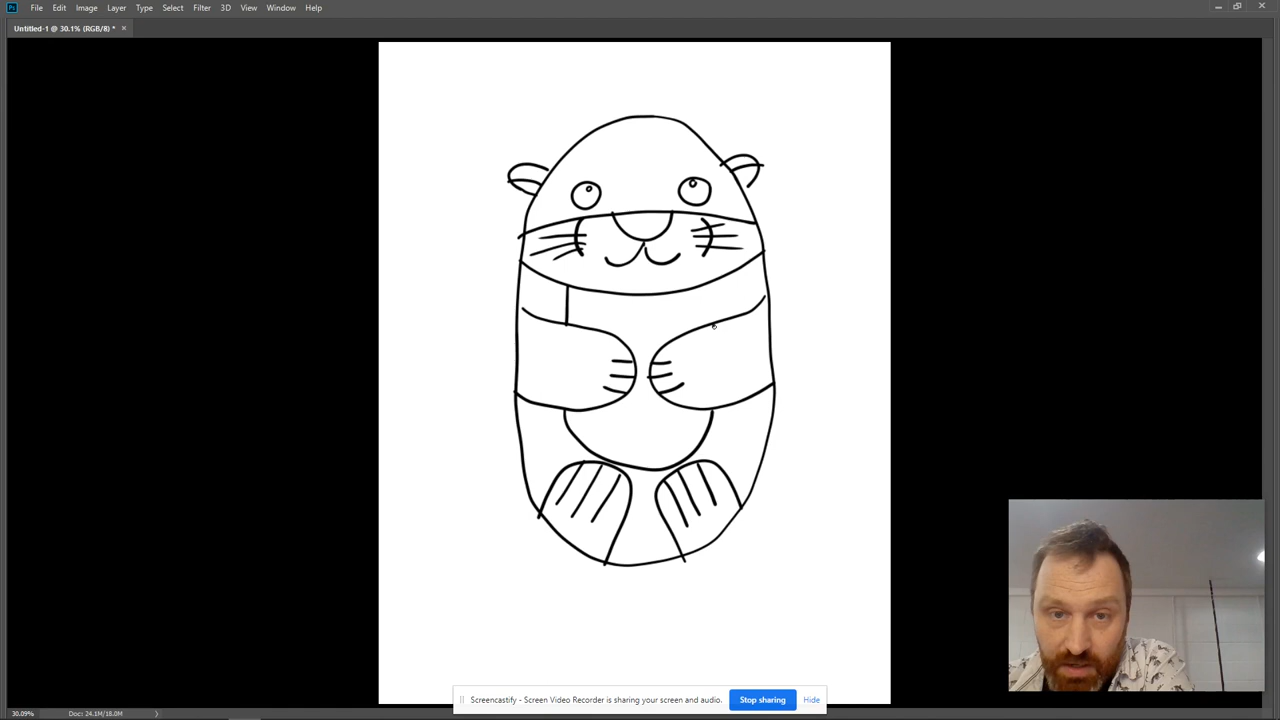 Ps File Edit Image Layer Type Select Filter 3D View Window Help
Untitled-1 @ 30.1% (RGB/8) *
Screencastify - Screen Video Recorder is sharing your screen and audio. Stop sharing Hide
30.09% Doc: 24.1M/18.0M